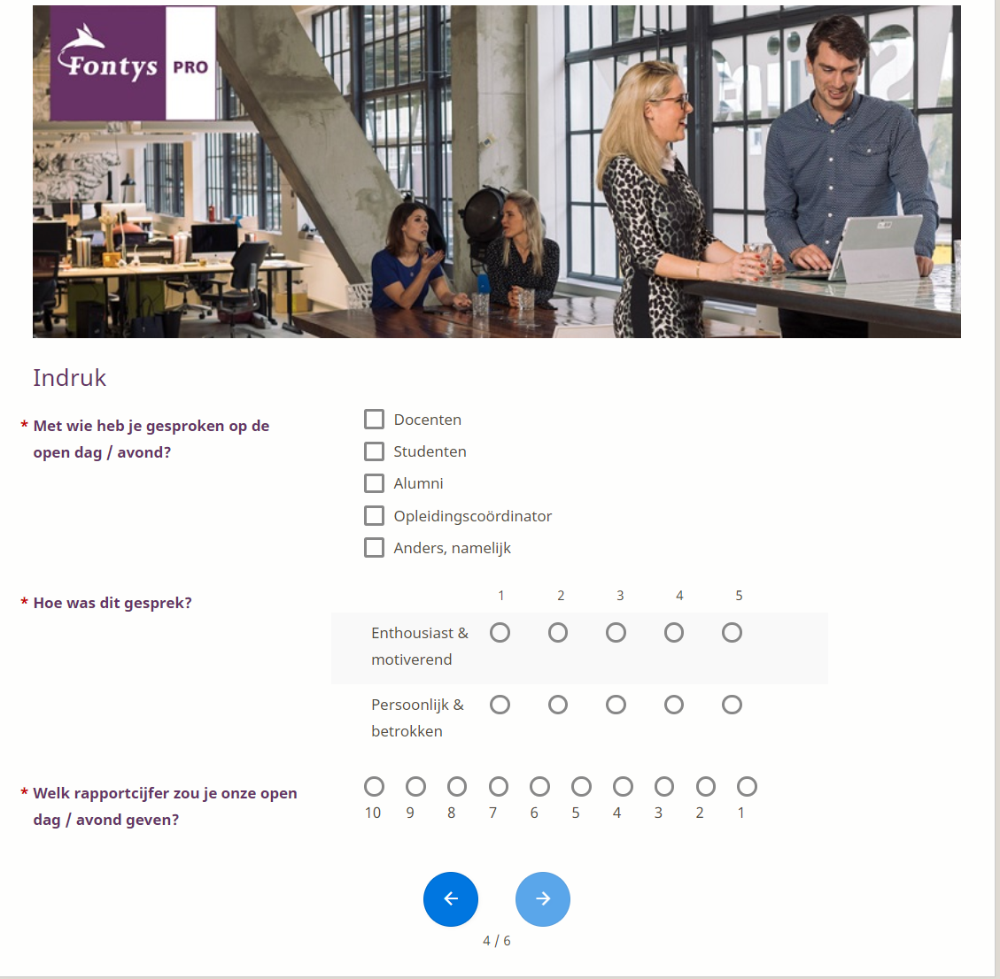 Fontys PRO
Indruk
* Met wie heb je gesproken op de
open dag / avond?
Docenten
Studenten
Alumni
Opleidingscoördinator
Anders, namelijk
* Hoe was dit gesprek?
1 2 3 4 5
Enthousiast &
motiverend
Persoonlijk &
betrokken
* Welk rapportcijfer zou je onze open
dag / avond geven?
10 9 8 7 6 5 4 3 2 1
4 / 6